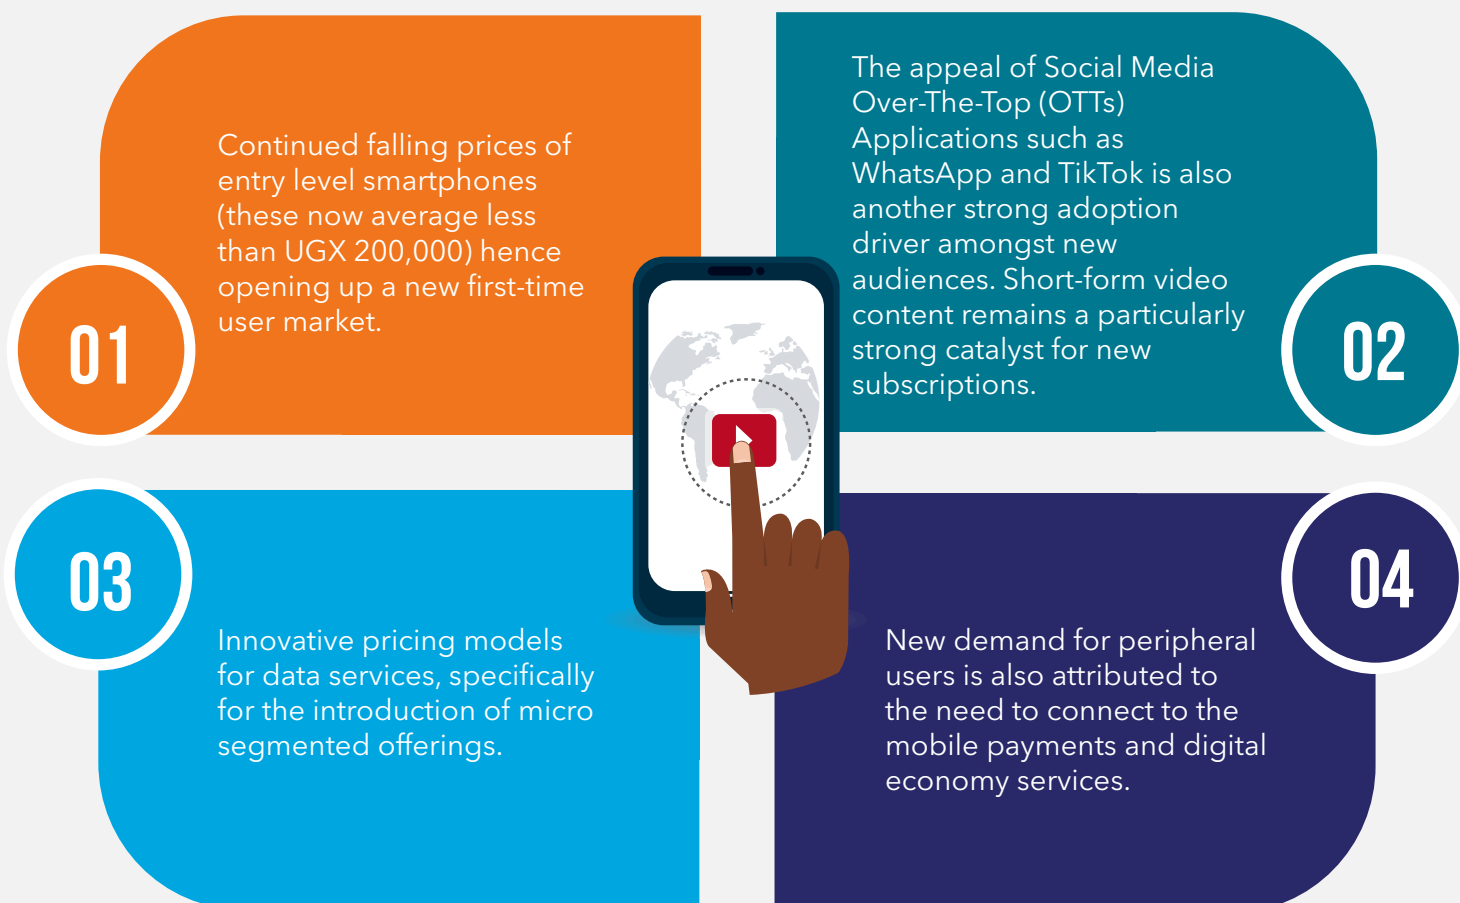 01
Continued falling prices of
entry level smartphones
(these now average less
than UGX 200,000) hence
opening up a new first-time
user market.
02
The appeal of Social Media
Over-The-Top (OTTs)
Applications such as
WhatsApp and TikTok is also
another strong adoption
driver amongst new
audiences. Short-form video
content remains a particularly
strong catalyst for new
subscriptions.
03
Innovative pricing models
for data services, specifically
for the introduction of micro
segmented offerings.
04
New demand for peripheral
users is also attributed to
the need to connect to the
mobile payments and digital
economy services.